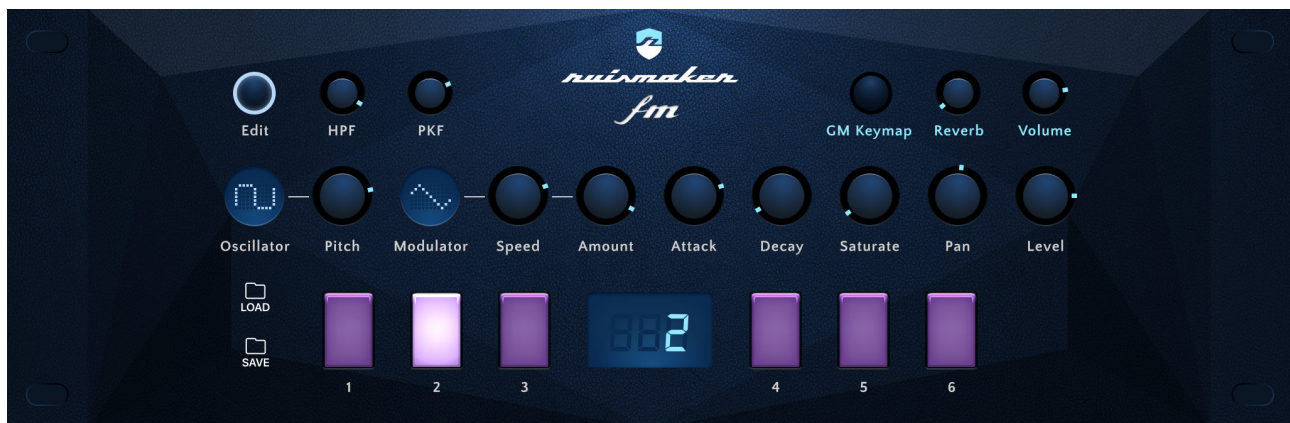 ruismaker
fm
Edit HPF PKF GM Keymap Reverb Volume
Oscillator Pitch Modulator Speed Amount Attack Decay Saturate Pan Level
LOAD
2
SAVE
1 2 3 4 5 6